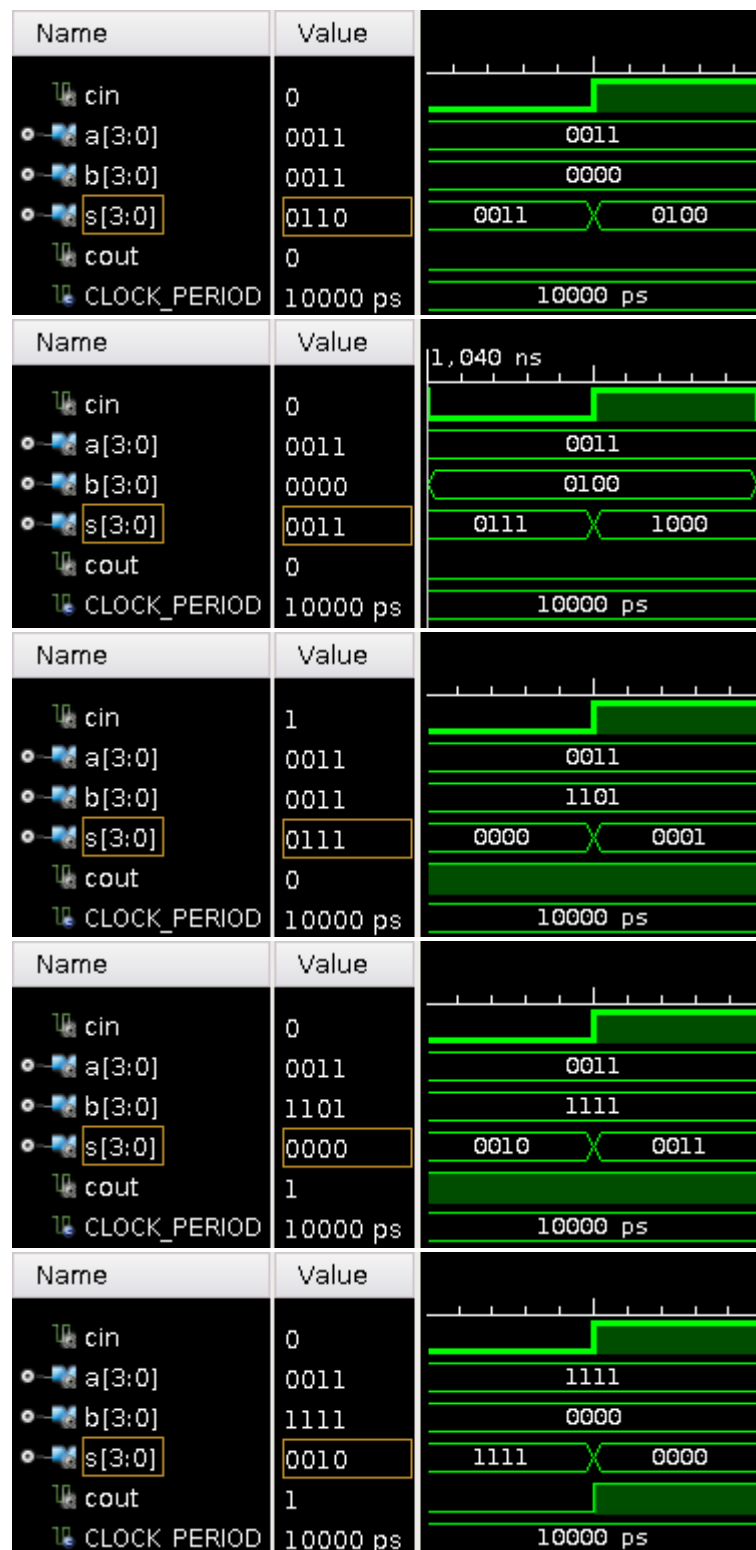 Name Value
cin 0
a[3:0] 0011 0011
b[3:0] 0011 0000
s[3:0] 0110 0011 0100
cout 0
CLOCK_PERIOD 10000 ps 10000 ps
Name Value 1,040 ns
cin 0
a[3:0] 0011 0011
b[3:0] 0000 0100
s[3:0] 0011 0111 1000
cout 0
CLOCK_PERIOD 10000 ps 10000 ps
Name Value
cin 1
a[3:0] 0011 0011
b[3:0] 0011 1101
s[3:0] 0111 0000 0001
cout 0
CLOCK_PERIOD 10000 ps 10000 ps
Name Value
cin 0
a[3:0] 0011 0011
b[3:0] 1101 1111
s[3:0] 0000 0010 0011
cout 1
CLOCK_PERIOD 10000 ps 10000 ps
Name Value
cin 0
a[3:0] 0011 1111
b[3:0] 1111 0000
s[3:0] 0010 1111 0000
cout 1
CLOCK PERIOD 10000 ps 10000 ps